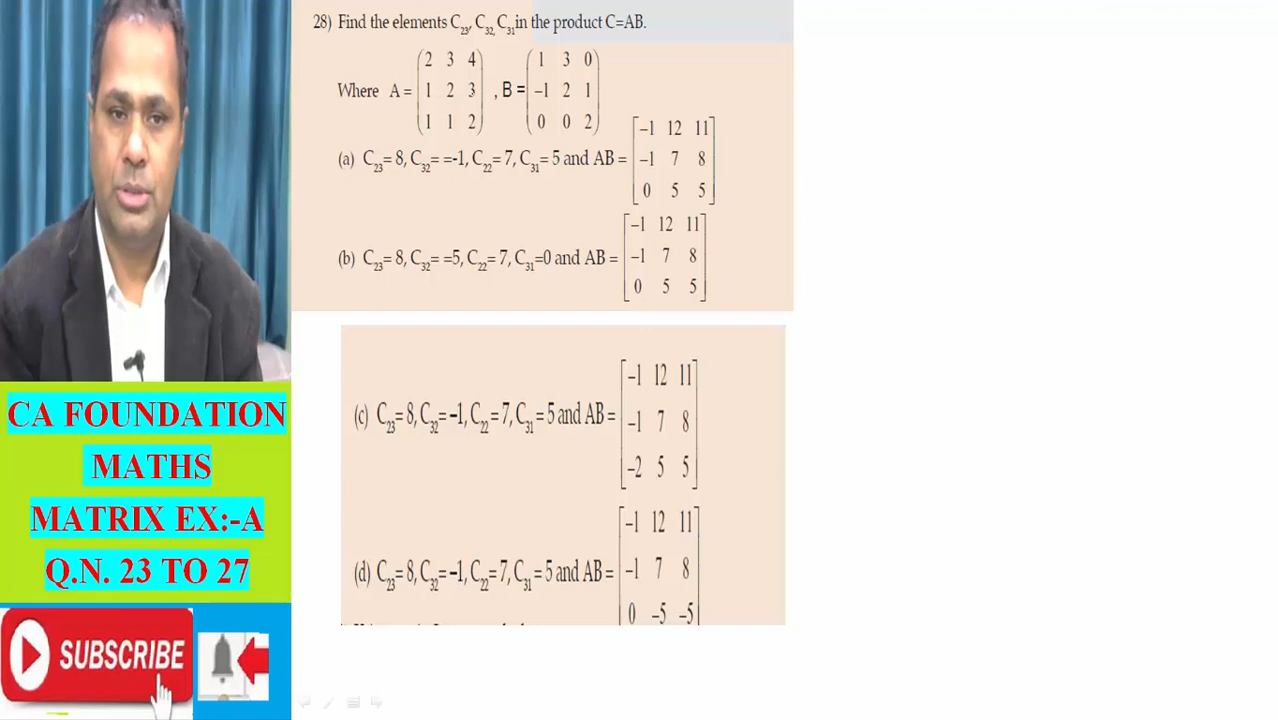 28) Find the elements C₂₃, C₃₂, C₃₁ in the product C=AB.
Where A = (2 3 4
1 2 3
1 1 2) , B = (1 3 0
–1 2 1
0 0 2)
(a) C₂₃= 8, C₃₂= =-1, C₂₂= 7, C₃₁= 5 and AB = [–1 12 11
–1 7 8
0 5 5]
(b) C₂₃= 8, C₃₂= =5, C₂₂= 7, C₃₁=0 and AB = [–1 12 11
–1 7 8
0 5 5]
(c) C₂₃= 8, C₃₂= –1, C₂₂= 7, C₃₁= 5 and AB = [–1 12 11
–1 7 8
–2 5 5]
(d) C₂₃= 8, C₃₂= –1, C₂₂= 7, C₃₁= 5 and AB = [–1 12 11
–1 7 8
0 –5 –5]
CA FOUNDATION
MATHS
MATRIX EX:-A
Q.N. 23 TO 27
SUBSCRIBE